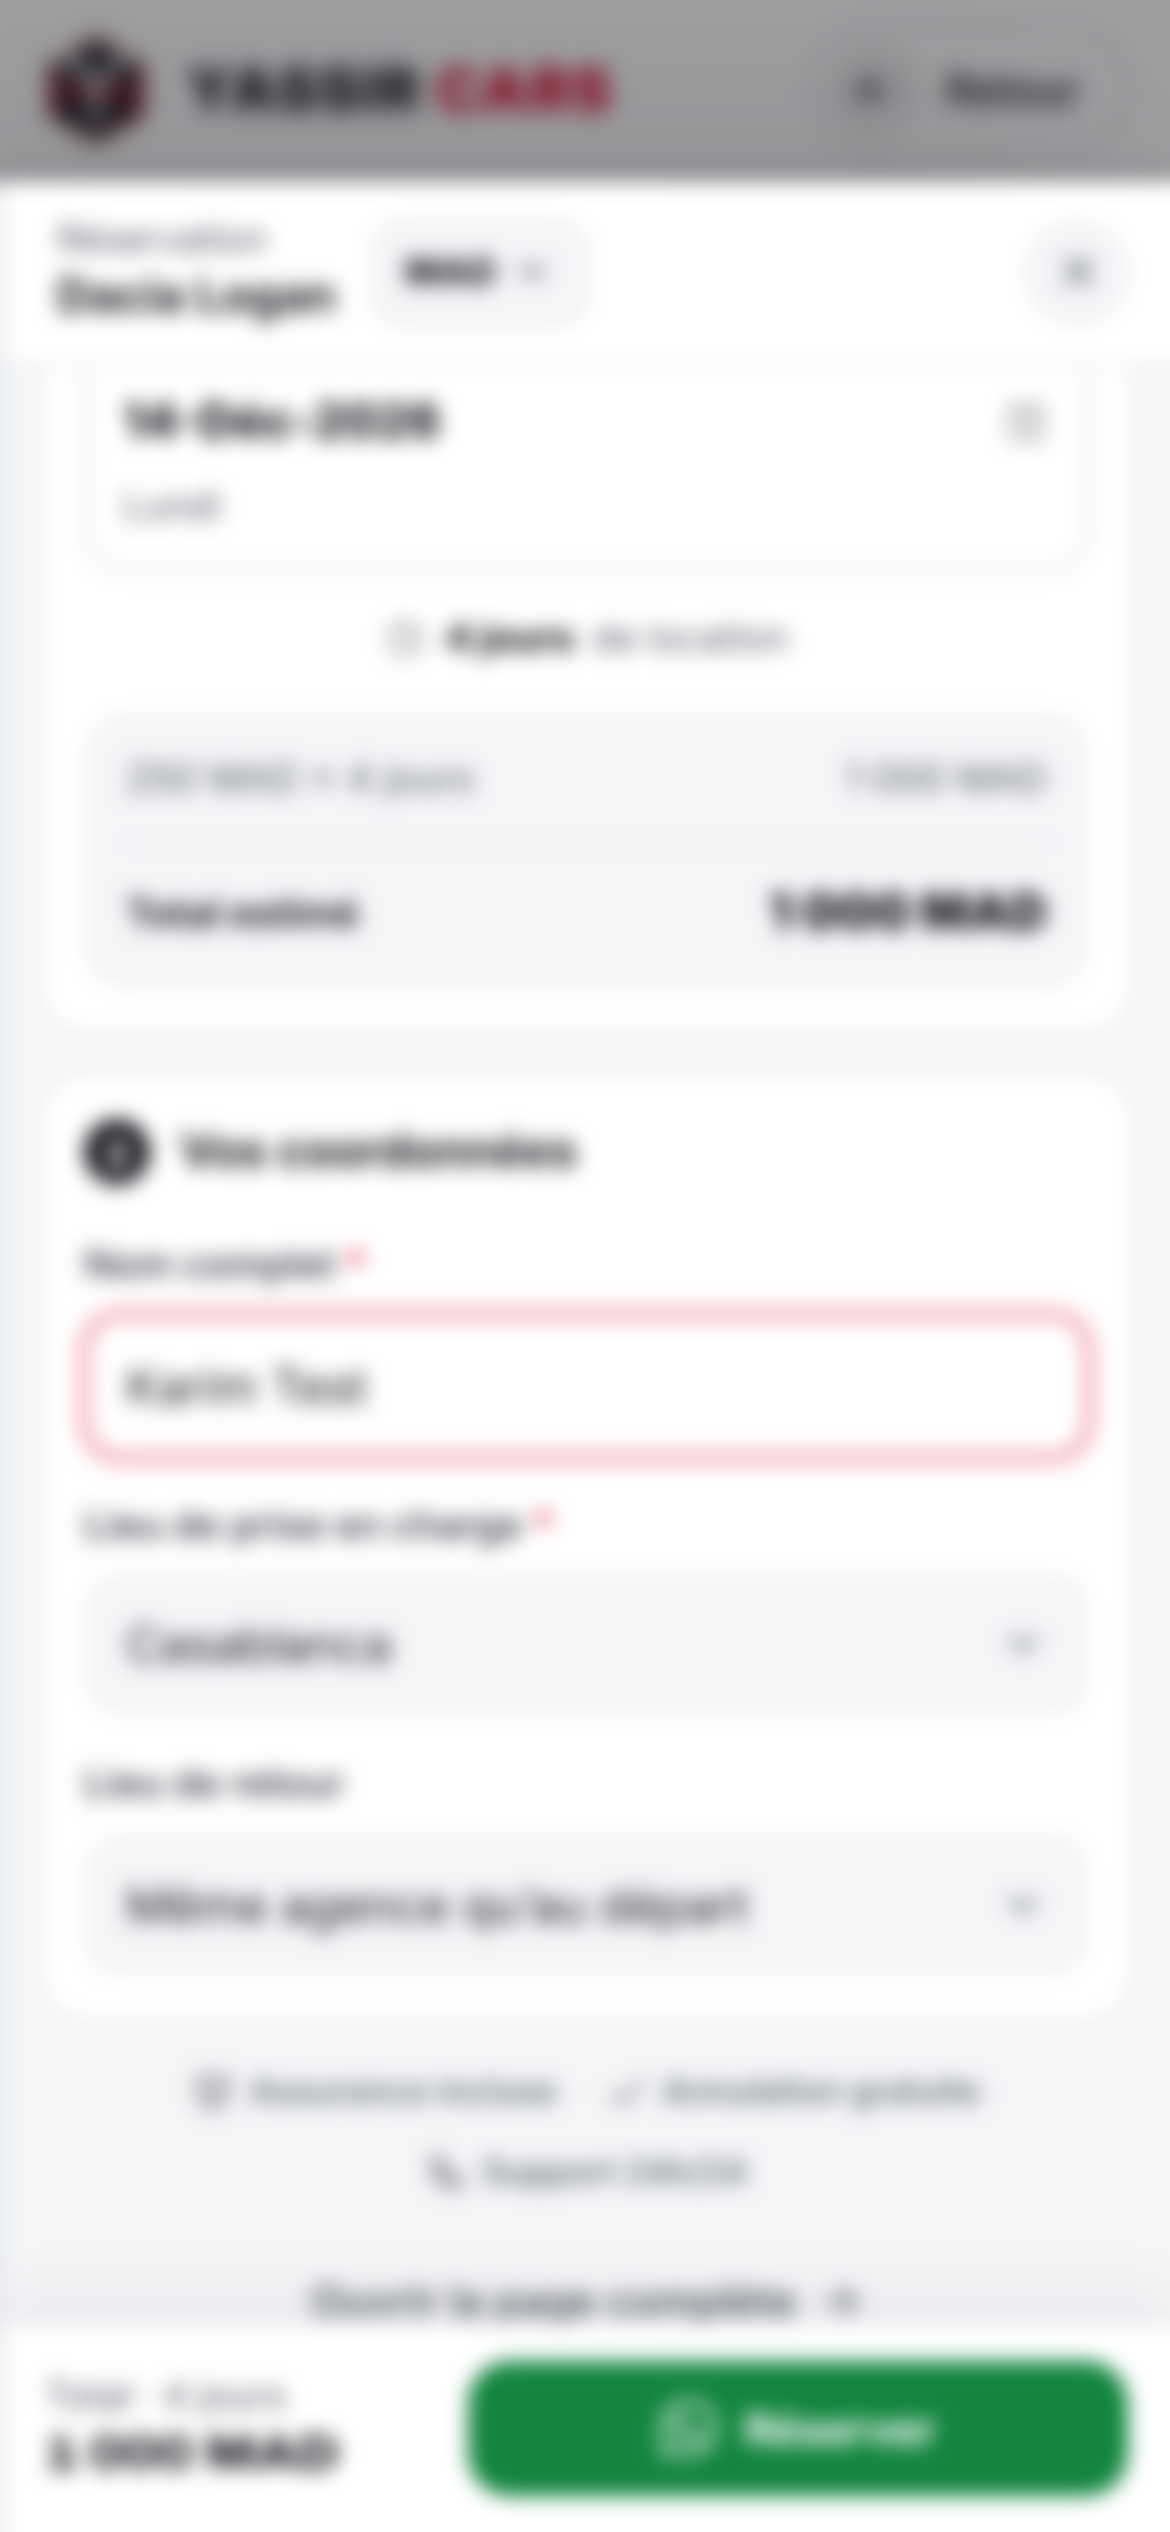 YASSIR CARS
Retour
Réservation
Dacia Logan
MAD
14-Déc-2026
Lundi
4 jours de location
250 MAD × 4 jours
1 000 MAD
Total estimé
1 000 MAD
Vos coordonnées
Nom complet *
Karim Test
Lieu de prise en charge *
Casablanca
Lieu de retour
Même agence qu'au départ
Assurance incluse
Annulation gratuite
Support 24h/24
Ouvrir la page complète →
Total · 4 jours
1 000 MAD
Réserver